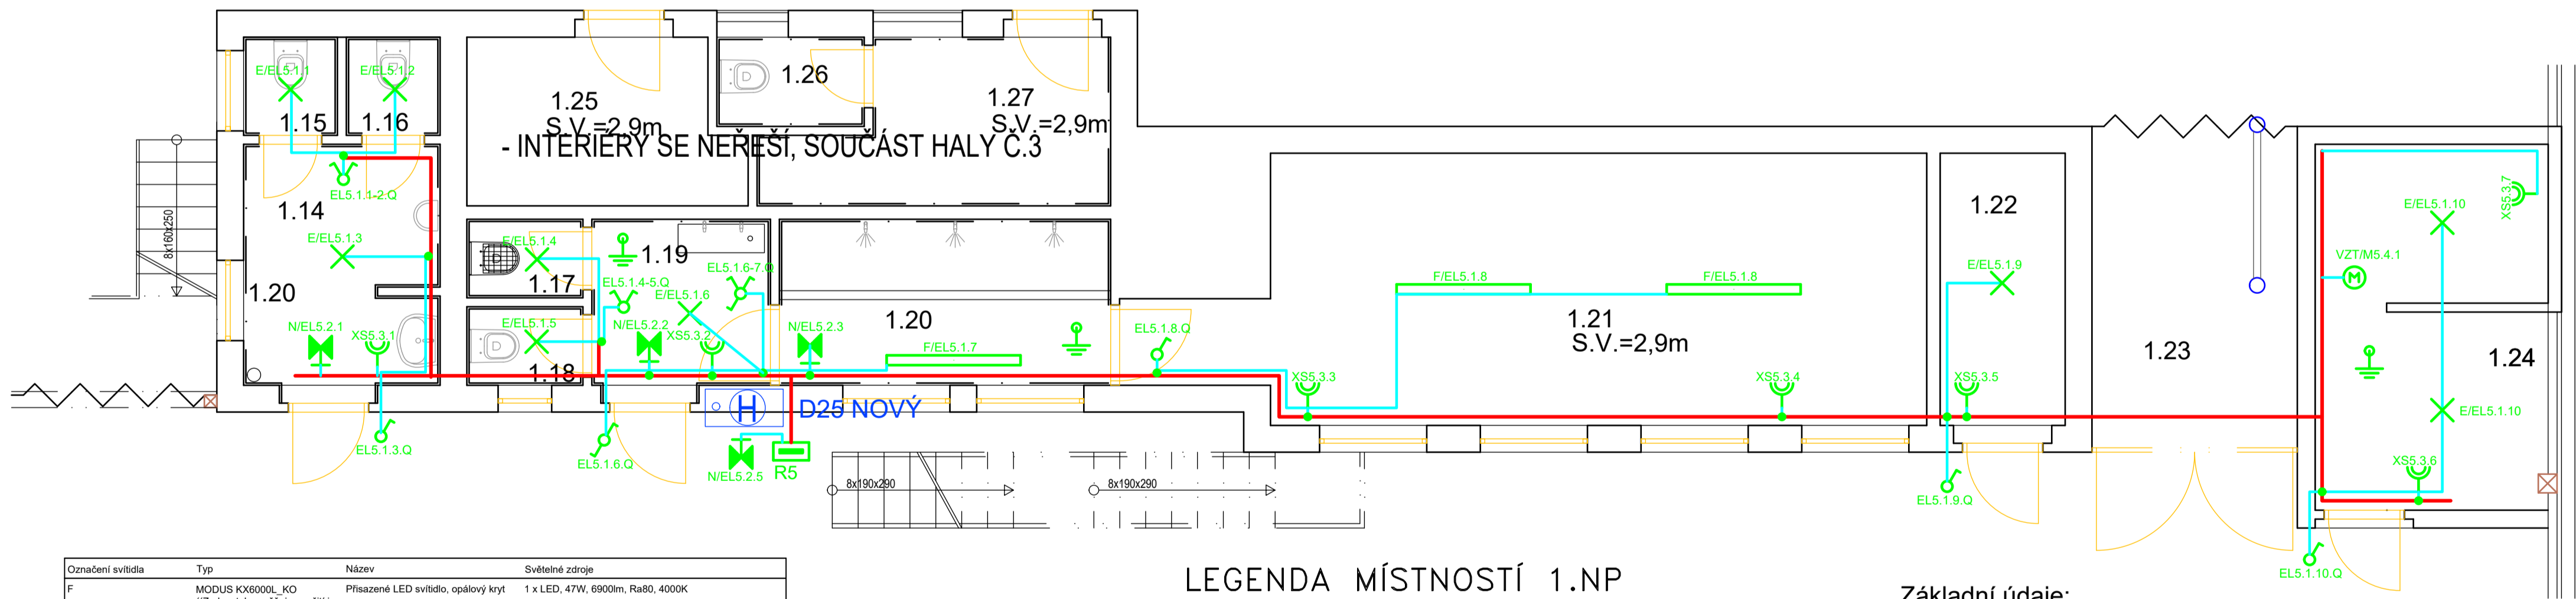 E/EL5.1.1
E/EL5.1.2
1.15
1.16
EL5.1.1-2.Q
1.14
E/EL5.1.3
1.20
N/EL5.2.1
XS5.3.1
8x160x250
EL5.1.3.Q
1.25
S.V.=2,9m
1.26
1.27
S.V.=2,9m
- INTERIÉRY SE NEŘEŠÍ, SOUČÁST HALY Č.3
E/EL5.1.4
1.17
1.19
EL5.1.4-5.Q
EL5.1.6-7.Q
E/EL5.1.6
E/EL5.1.5
1.18
N/EL5.2.2
XS5.3.2
N/EL5.2.3
1.20
F/EL5.1.7
EL5.1.8.Q
H
D25 NOVÝ
EL5.1.6.Q
N/EL5.2.5
R5
8x190x290
8x190x290
F/EL5.1.8
F/EL5.1.8
1.21
S.V.=2,9m
XS5.3.3
XS5.3.4
XS5.3.5
1.22
E/EL5.1.9
EL5.1.9.Q
1.23
E/EL5.1.10
XS5.3.7
VZT/M5.4.1
M
1.24
E/EL5.1.10
XS5.3.6
EL5.1.10.Q
Označení svítidla Typ Název Světelné zdroje
F MODUS KX6000L_KO Přisazené LED svítidlo, opálový kryt 1 x LED, 47W, 6900lm, Ra80, 4000K
LEGENDA MÍSTNOSTÍ 1.NP
Základní údaje: